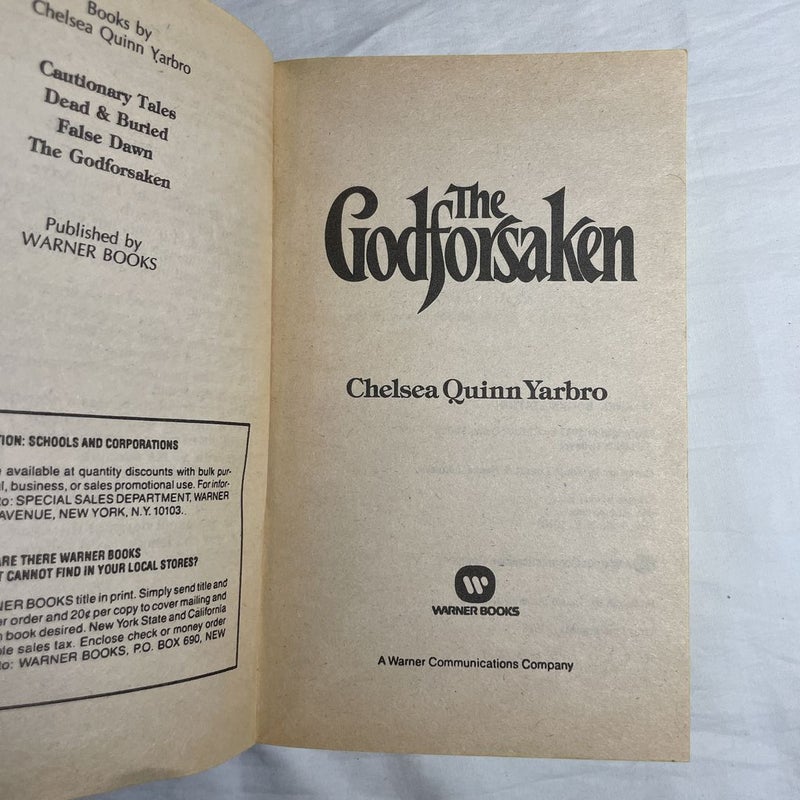 Books by
Chelsea Quinn Yarbro
Cautionary Tales
Dead & Buried
False Dawn
The Godforsaken
Published by
WARNER BOOKS
SCHOOLS AND CORPORATIONS
available at quantity discounts with bulk pur-
business, or sales promotional use. For infor-
SPECIAL SALES DEPARTMENT, WARNER
AVENUE, NEW YORK, N.Y. 10103..
ARE THERE WARNER BOOKS
CANNOT FIND IN YOUR LOCAL STORES?
BOOKS title in print. Simply send title and
order and 20¢ per copy to cover mailing and
book desired. New York State and California
sales tax. Enclose check or money order
to: WARNER BOOKS, P.O. BOX 690, NEW
The
Godforsaken
Chelsea Quinn Yarbro
WARNER BOOKS
A Warner Communications Company